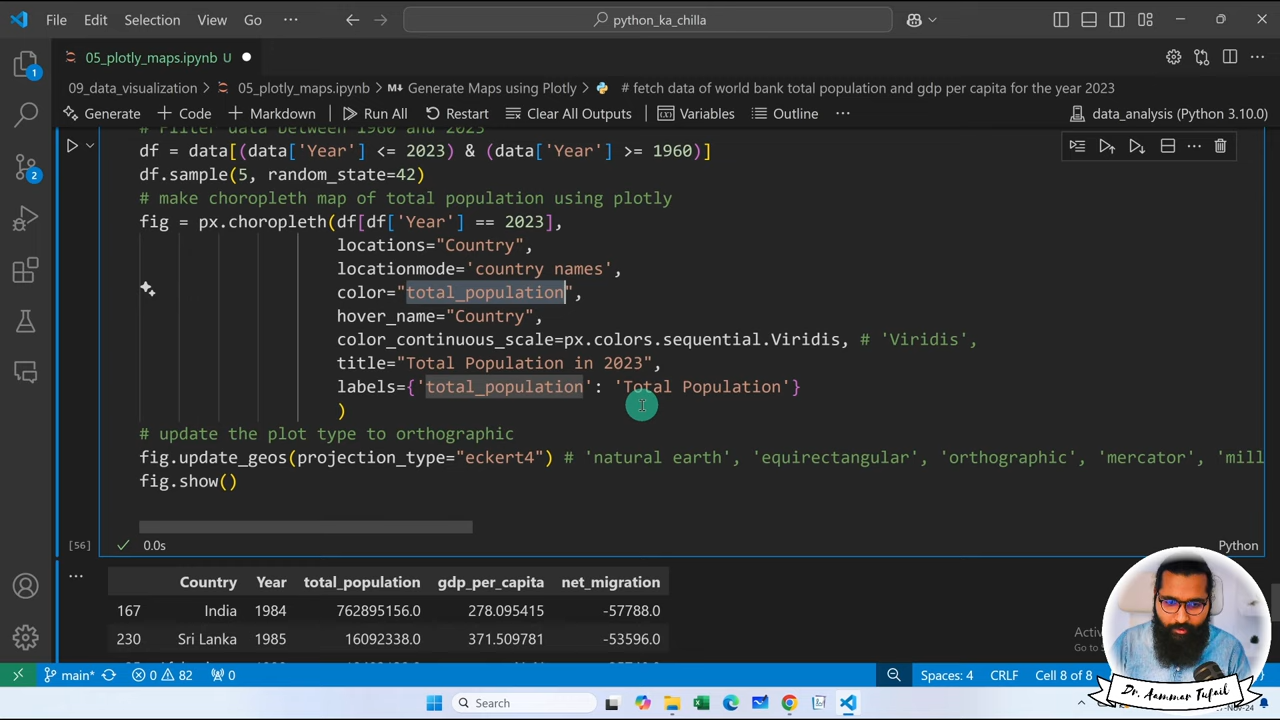 File Edit Selection View Go ··· python_ka_chilla
05_plotly_maps.ipynb U
09_data_visualization > 05_plotly_maps.ipynb > M↓ Generate Maps using Plotly > # fetch data of world bank total population and gdp per capita for the year 2023
Generate + Code + Markdown Run All Restart Clear All Outputs Variables Outline ··· data_analysis (Python 3.10.0)
# Filter data between 1960 and 2023
df = data[(data['Year'] <= 2023) & (data['Year'] >= 1960)]
df.sample(5, random_state=42)
# make choropleth map of total population using plotly
fig = px.choropleth(df[df['Year'] == 2023],
locations="Country",
locationmode='country names',
color="total_population",
hover_name="Country",
color_continuous_scale=px.colors.sequential.Viridis, # 'Viridis',
title="Total Population in 2023",
labels={'total_population': 'Total Population'}
)
# update the plot type to orthographic
fig.update_geos(projection_type="eckert4") # 'natural earth', 'equirectangular', 'orthographic', 'mercator', 'mill
fig.show()
[56] 0.0s Python
Country Year total_population gdp_per_capita net_migration
167 India 1984 762895156.0 278.095415 -57788.0
230 Sri Lanka 1985 16092338.0 371.509781 -53596.0
Dr. Aammar Tufail
main* 0 82 0 Spaces: 4 CRLF Cell 8 of 8
Search